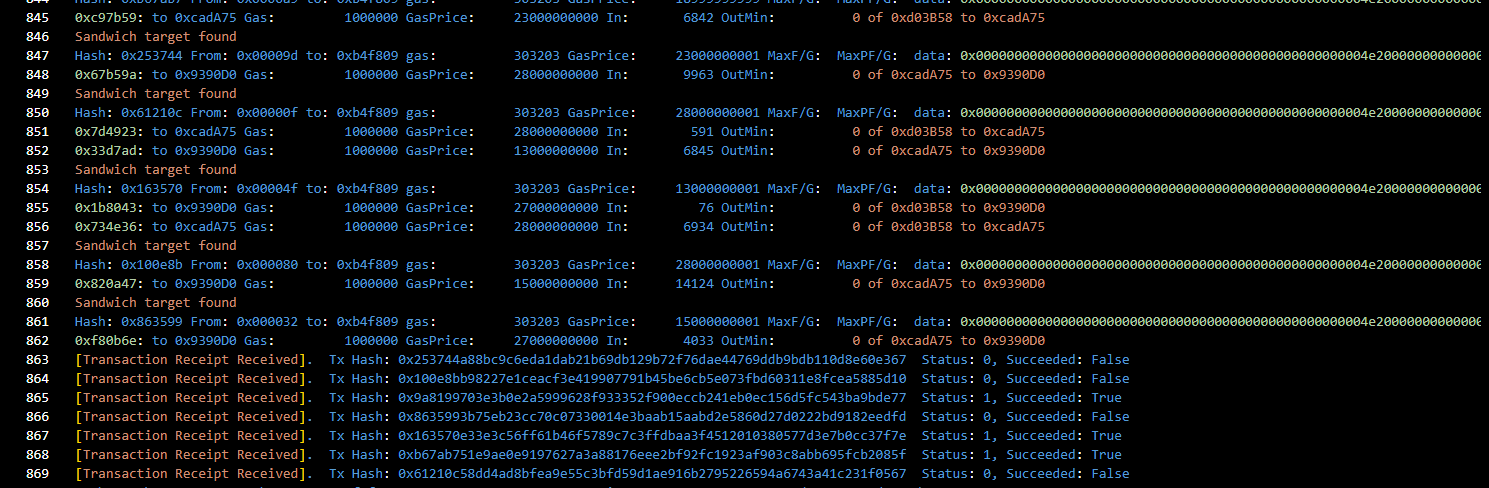 845 0xc97b59: to 0xcadA75 Gas: 1000000 GasPrice: 23000000000 In: 6842 OutMin: 0 of 0xd03B58 to 0xcadA75
846 Sandwich target found
847 Hash: 0x253744 From: 0x00009d to: 0xb4f809 gas: 303203 GasPrice: 23000000001 MaxF/G: MaxPF/G: data:
848 0x67b59a: to 0x9390D0 Gas: 1000000 GasPrice: 28000000000 In: 9963 OutMin: 0 of 0xcadA75 to 0x9390D0
849 Sandwich target found
850 Hash: 0x61210c From: 0x00000f to: 0xb4f809 gas: 303203 GasPrice: 28000000001 MaxF/G: MaxPF/G: data:
851 0x7d4923: to 0xcadA75 Gas: 1000000 GasPrice: 28000000000 In: 591 OutMin: 0 of 0xd03B58 to 0xcadA75
852 0x33d7ad: to 0x9390D0 Gas: 1000000 GasPrice: 13000000000 In: 6845 OutMin: 0 of 0xcadA75 to 0x9390D0
853 Sandwich target found
854 Hash: 0x163570 From: 0x00004f to: 0xb4f809 gas: 303203 GasPrice: 13000000001 MaxF/G: MaxPF/G: data:
855 0x1b8043: to 0x9390D0 Gas: 1000000 GasPrice: 27000000000 In: 76 OutMin: 0 of 0xd03B58 to 0x9390D0
856 0x734e36: to 0xcadA75 Gas: 1000000 GasPrice: 28000000000 In: 6934 OutMin: 0 of 0xd03B58 to 0xcadA75
857 Sandwich target found
858 Hash: 0x100e8b From: 0x000080 to: 0xb4f809 gas: 303203 GasPrice: 28000000001 MaxF/G: MaxPF/G: data:
859 0x820a47: to 0x9390D0 Gas: 1000000 GasPrice: 15000000000 In: 14124 OutMin: 0 of 0xcadA75 to 0x9390D0
860 Sandwich target found
861 Hash: 0x863599 From: 0x000032 to: 0xb4f809 gas: 303203 GasPrice: 15000000001 MaxF/G: MaxPF/G: data:
862 0xf80b6e: to 0x9390D0 Gas: 1000000 GasPrice: 27000000000 In: 4033 OutMin: 0 of 0xcadA75 to 0x9390D0
863 [Transaction Receipt Received]. Tx Hash: 0x253744a88bc9c6eda1dab21b69db129b72f76dae44769ddb9bdb110d8e60e367 Status: 0, Succeeded: False
864 [Transaction Receipt Received]. Tx Hash: 0x100e8bb98227e1ceacf3e419907791b45be6cb5e073fbd60311e8fcea5885d10 Status: 0, Succeeded: False
865 [Transaction Receipt Received]. Tx Hash: 0x9a8199703e3b0e2a5999628f933352f900eccb241eb0ec156d5fc543ba9bde77 Status: 1, Succeeded: True
866 [Transaction Receipt Received]. Tx Hash: 0x8635993b75eb23cc70c07330014e3baab15aabd2e5860d27d0222bd9182eedfd Status: 0, Succeeded: False
867 [Transaction Receipt Received]. Tx Hash: 0x163570e33e3c56ff61b46f5789c7c3ffdbaa3f4512010380577d3e7b0cc37f7e Status: 1, Succeeded: True
868 [Transaction Receipt Received]. Tx Hash: 0xb67ab751e9ae0e9197627a3a88176eee2bf92fc1923af903c8abb695fcb2085f Status: 1, Succeeded: True
869 [Transaction Receipt Received]. Tx Hash: 0x61210c58dd4ad8bfea9e55c3bfd59d1ae916b2795226594a6743a41c231f0567 Status: 0, Succeeded: False